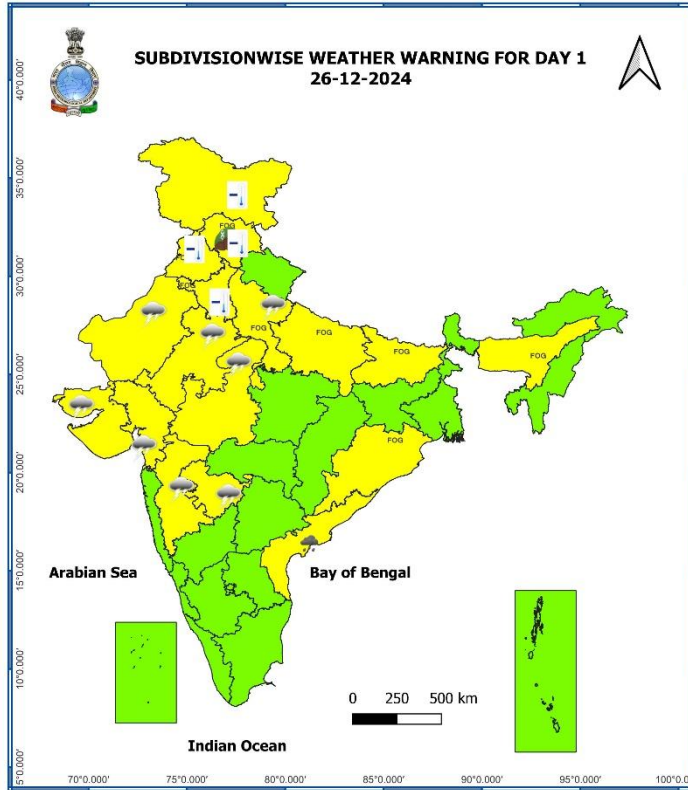 SUBDIVISIONWISE WEATHER WARNING FOR DAY 1
26-12-2024
40°0.000'
35°0.000'
30°0.000'
25°0.000'
20°0.000'
15°0.000'
10°0.000'
5°0.000'
FOG
FOG
FOG
FOG
FOG
FOG
FOG
Arabian Sea
Bay of Bengal
0 250 500 km
Indian Ocean
70°0.000' 75°0.000' 80°0.000' 85°0.000' 90°0.000' 95°0.000' 100°0.000'